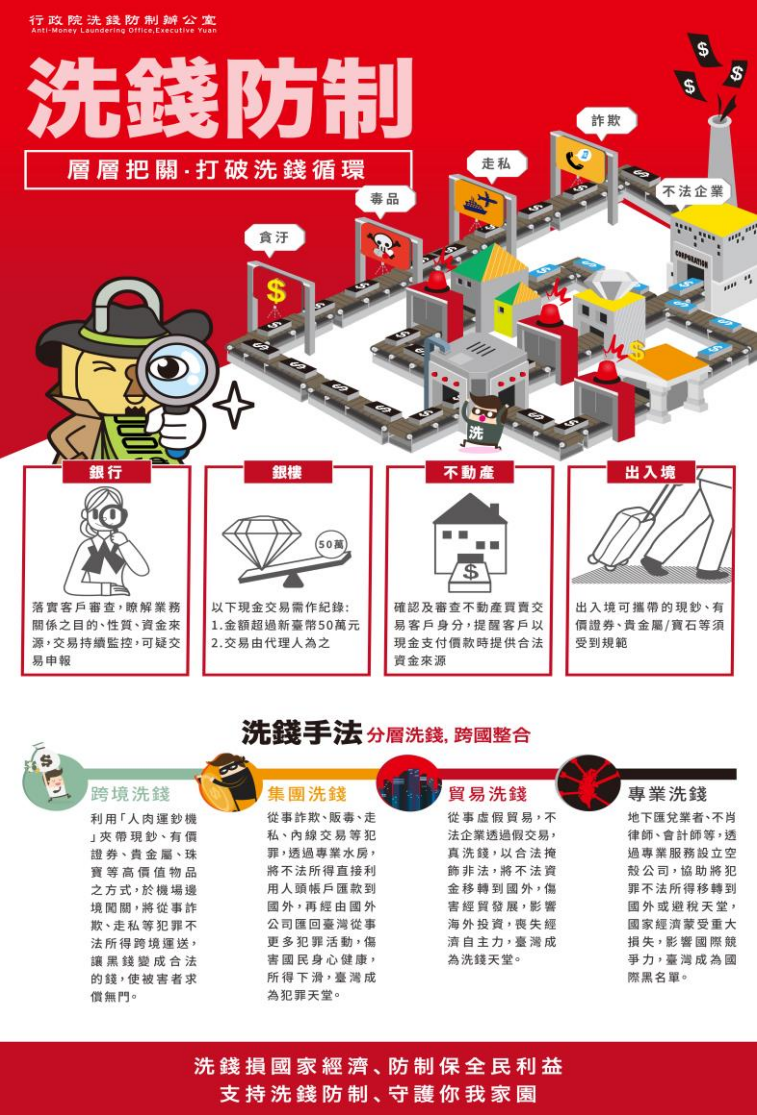 行政院洗錢防制辦公室
Anti-Money Laundering Office,Executive Yuan
洗錢防制
層層把關·打破洗錢循環
詐欺
走私
毒品
貪汙
不法企業
CORPORATION
洗
銀行
落實客戶審查,瞭解業務
關係之目的、性質、資金來
源,交易持續監控,可疑交
易申報
銀樓
50萬
以下現金交易需作紀錄:
1.金額超過新臺幣50萬元
2.交易由代理人為之
不動產
$
確認及審查不動產買賣交
易客戶身分,提醒客戶以
現金支付價款時提供合法
資金來源
出入境
出入境可攜帶的現鈔、有
價證券、貴金屬/寶石等須
受到規範
洗錢手法 分層洗錢, 跨國整合
跨境洗錢
利用「人肉運鈔機
」夾帶現鈔、有價
證券、貴金屬、珠
寶等高價值物品
之方式,於機場邊
境闖關,將從事詐
欺、走私等犯罪不
法所得跨境運送,
讓黑錢變成合法
的錢,使被害者求
償無門。
集團洗錢
從事詐欺、販毒、走
私、內線交易等犯
罪,透過專業水房,
將不法所得直接利
用人頭帳戶匯款到
國外,再經由國外
公司匯回臺灣從事
更多犯罪活動,傷
害國民身心健康,
所得下滑,臺灣成
為犯罪天堂。
貿易洗錢
從事虛假貿易,不
法企業透過假交易,
真洗錢,以合法掩
飾非法,將不法資
金移轉到國外,傷
害經貿發展,影響
海外投資,喪失經
濟自主力,臺灣成
為洗錢天堂。
專業洗錢
地下匯兌業者、不肖
律師、會計師等,透
過專業服務設立空
殼公司,協助將犯
罪不法所得移轉到
國外或避稅天堂,
國家經濟蒙受重大
損失,影響國際競
爭力,臺灣成為國
際黑名單。
洗錢損國家經濟、防制保全民利益
支持洗錢防制、守護你我家園